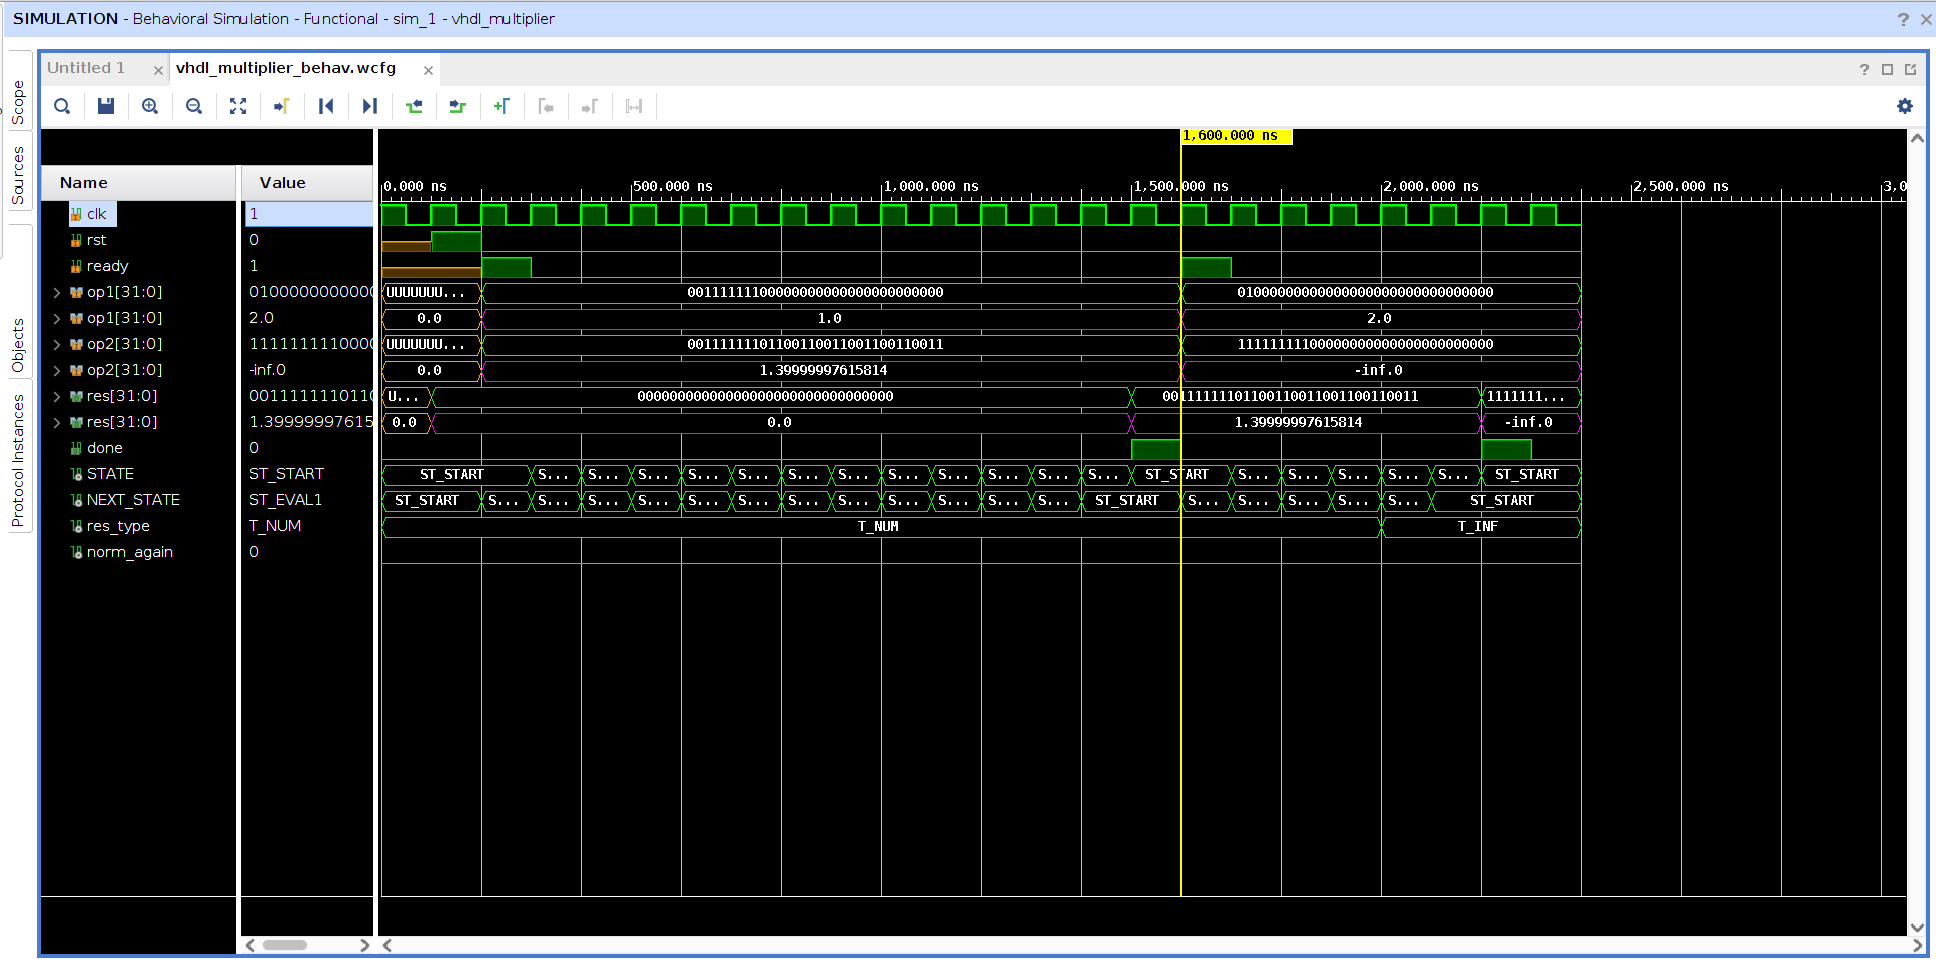 SIMULATION - Behavioral Simulation - Functional - sim_1 - vhdl_multiplier
? ×
Untitled 1 × vhdl_multiplier_behav.wcfg ×
?
Scope
Sources
Objects
Protocol Instances
1,600.000 ns
Name Value
0.000 ns 500.000 ns 1,000.000 ns 1,500.000 ns 2,000.000 ns 2,500.000 ns 3,0
clk 1
rst 0
ready 1
op1[31:0] 0100000000000 UUUUUUU... 00111111100000000000000000000000 01000000000000000000000000000000
op1[31:0] 2.0 0.0 1.0 2.0
op2[31:0] 1111111110000 UUUUUUU... 00111111101100110011001100110011 11111111100000000000000000000000
op2[31:0] -inf.0 0.0 1.39999997615814 -inf.0
res[31:0] 0011111110110 U... 00000000000000000000000000000000 00111111101100110011001100110011 1111111...
res[31:0] 1.39999997615 0.0 0.0 1.39999997615814 -inf.0
done 0
STATE ST_START ST_START S... S... S... S... S... S... S... S... S... S... S... S... ST_START S... S... S... S... S... ST_START
NEXT_STATE ST_EVAL1 ST_START S... S... S... S... S... S... S... S... S... S... S... S... ST_START S... S... S... S... S... ST_START
res_type T_NUM T_NUM T_INF
norm_again 0